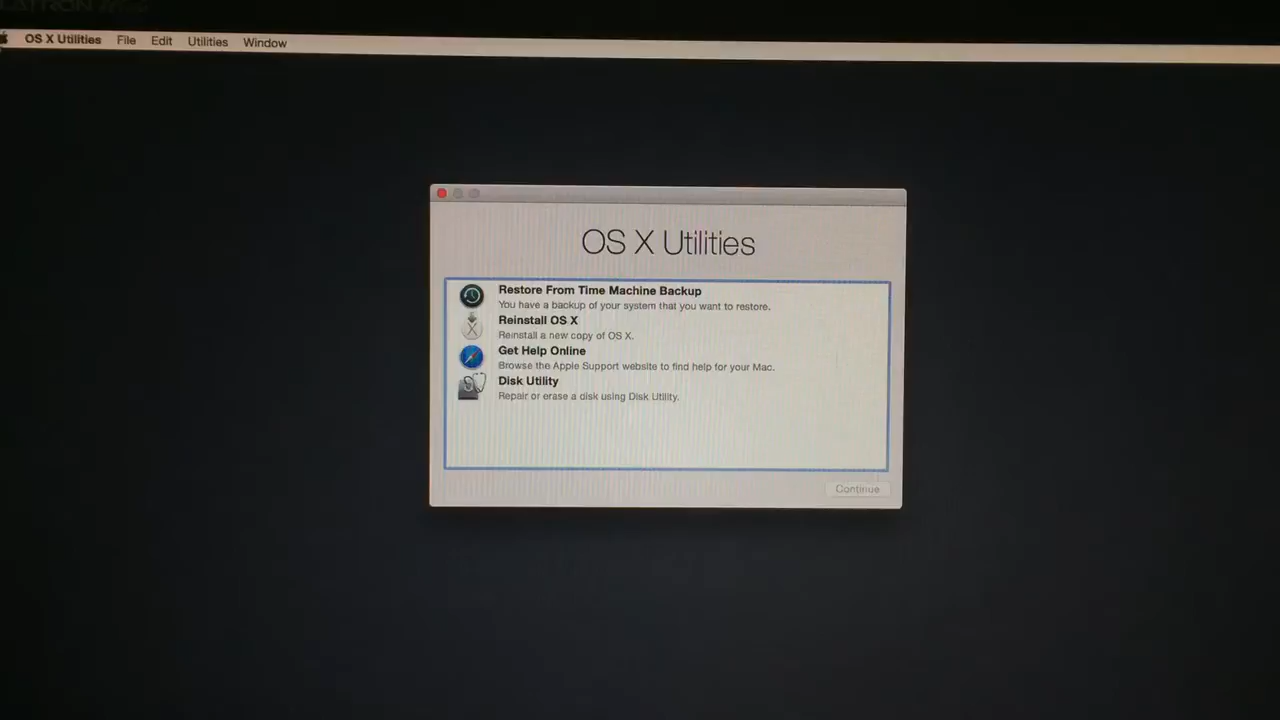 OS X Utilities File Edit Utilities Window
OS X Utilities
Restore From Time Machine Backup
You have a backup of your system that you want to restore.
Reinstall OS X
Reinstall a new copy of OS X.
Get Help Online
Browse the Apple Support website to find help for your Mac.
Disk Utility
Repair or erase a disk using Disk Utility.
Continue